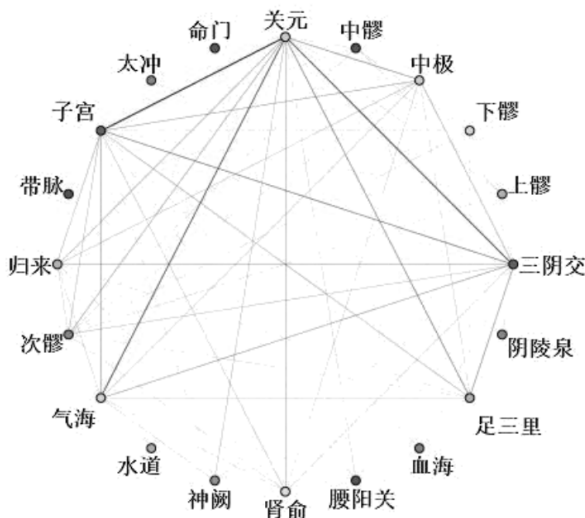 关元
命门
中髎
太冲
中极
子宫
下髎
带脉
上髎
归来
三阴交
次髎
阴陵泉
气海
足三里
水道
血海
神阙
肾俞
腰阳关